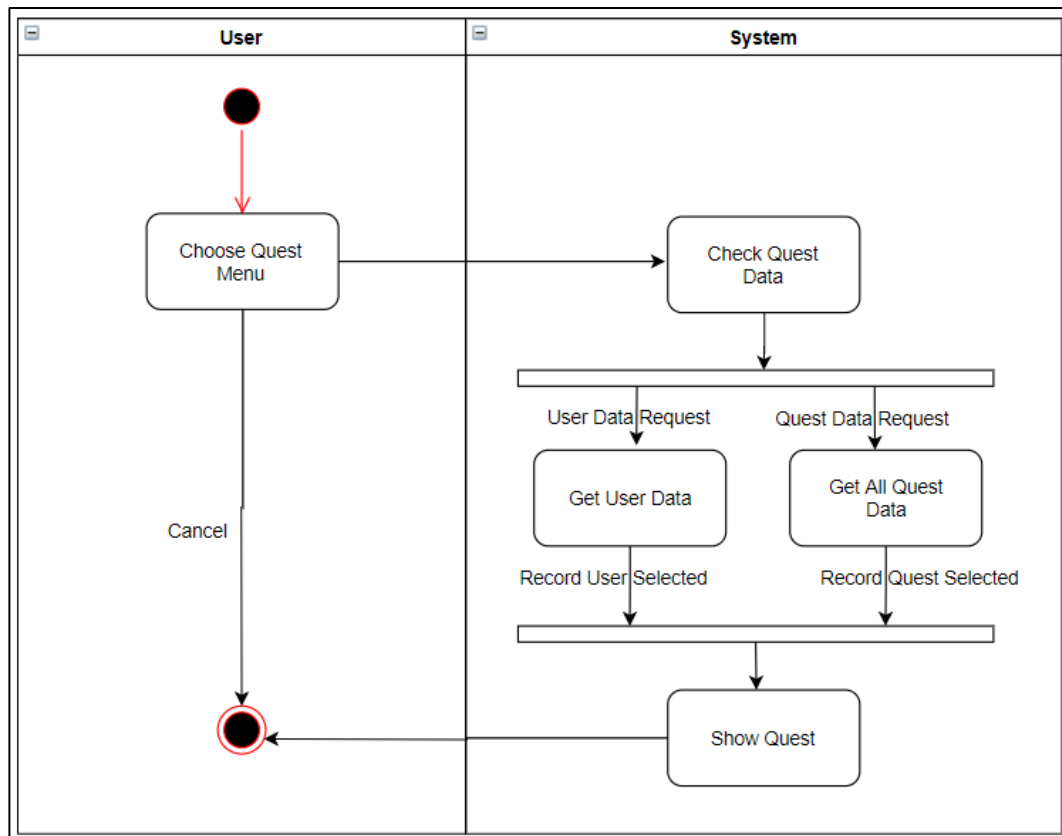 User
System
Choose Quest
Menu
Check Quest
Data
User Data Request
Quest Data Request
Get User Data
Get All Quest
Data
Cancel
Record User Selected
Record Quest Selected
Show Quest